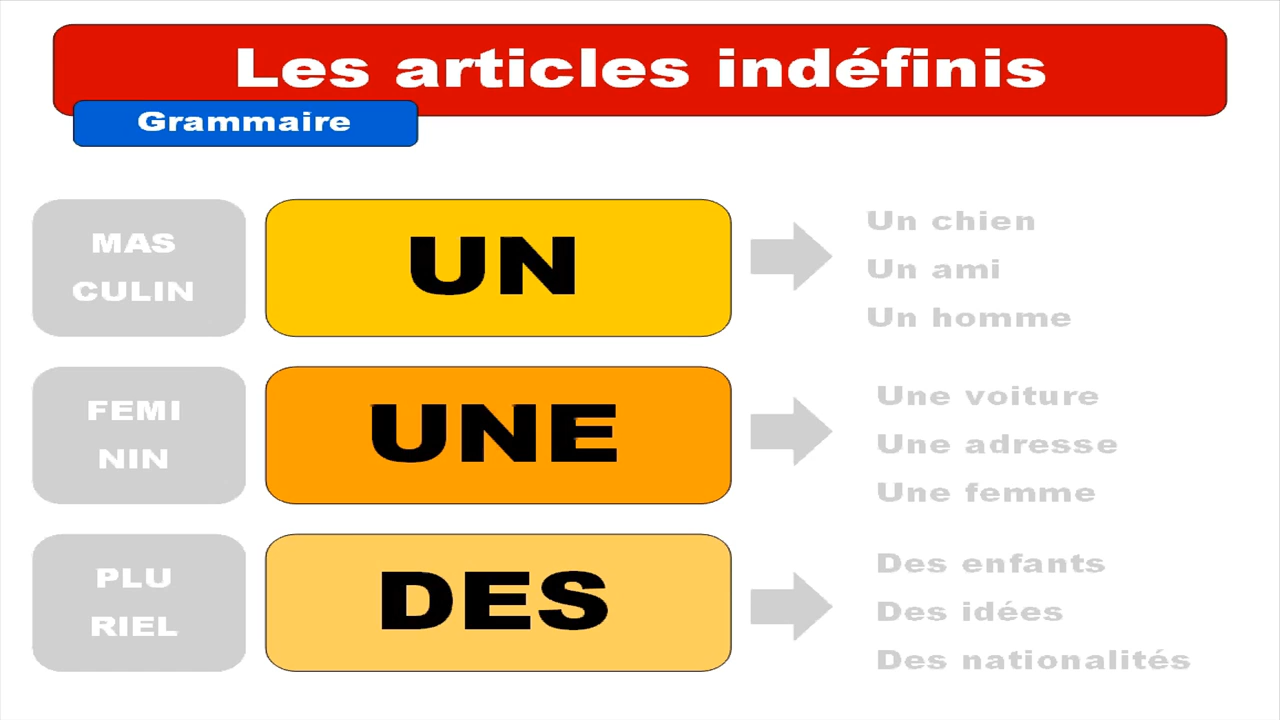 Les articles indéfinis
Grammaire
MAS
CULIN
UN
Un chien
Un ami
Un homme
FEMI
NIN
UNE
Une voiture
Une adresse
Une femme
PLU
RIEL
DES
Des enfants
Des idées
Des nationalités